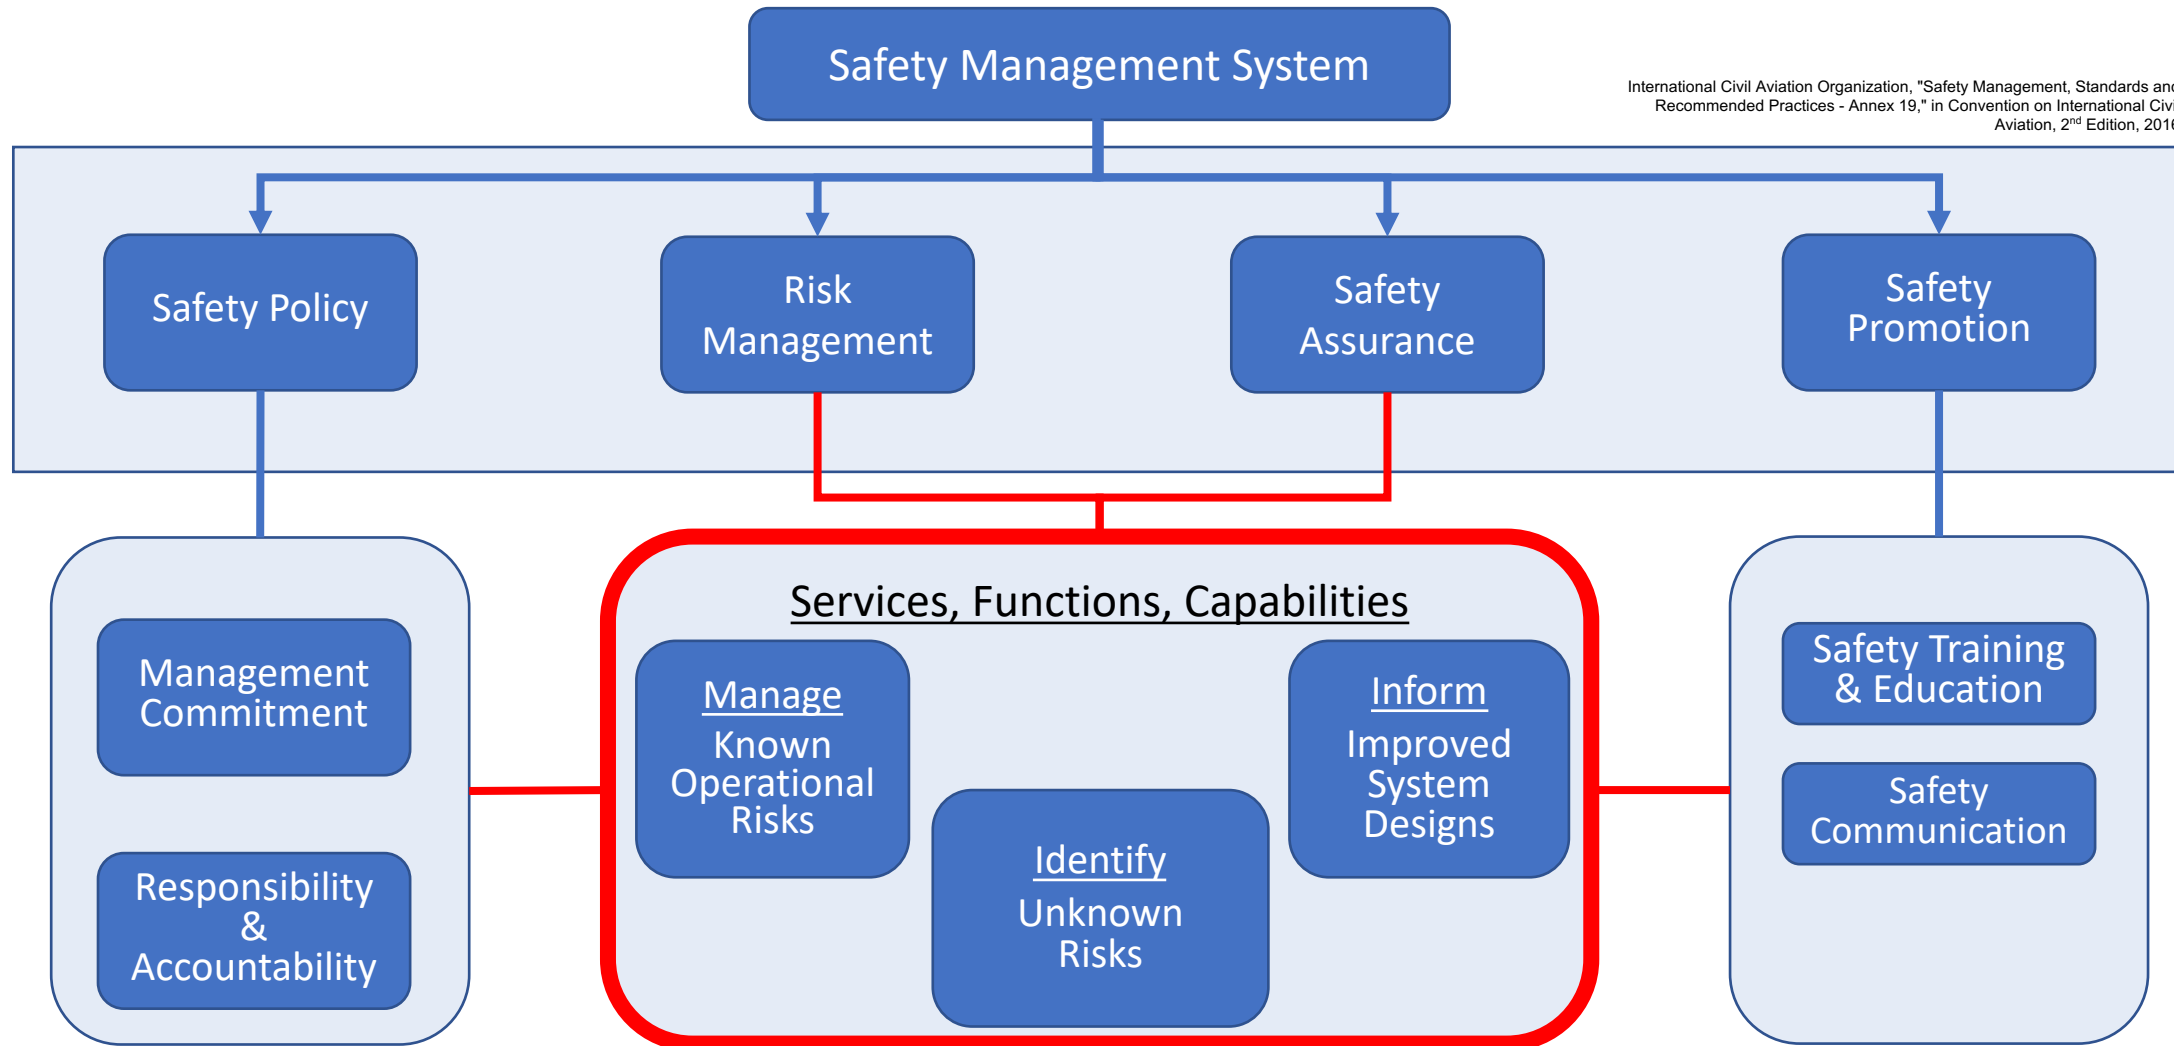 Safety Management System
International Civil Aviation Organization, "Safety Management, Standards and
Recommended Practices - Annex 19," in Convention on International Civil
Aviation, 2nd Edition, 2016
Safety Policy
Risk
Management
Safety
Assurance
Safety
Promotion
Management
Commitment
Responsibility
&
Accountability
Services, Functions, Capabilities
Manage
Known
Operational
Risks
Identify
Unknown
Risks
Inform
Improved
System
Designs
Safety Training
& Education
Safety
Communication